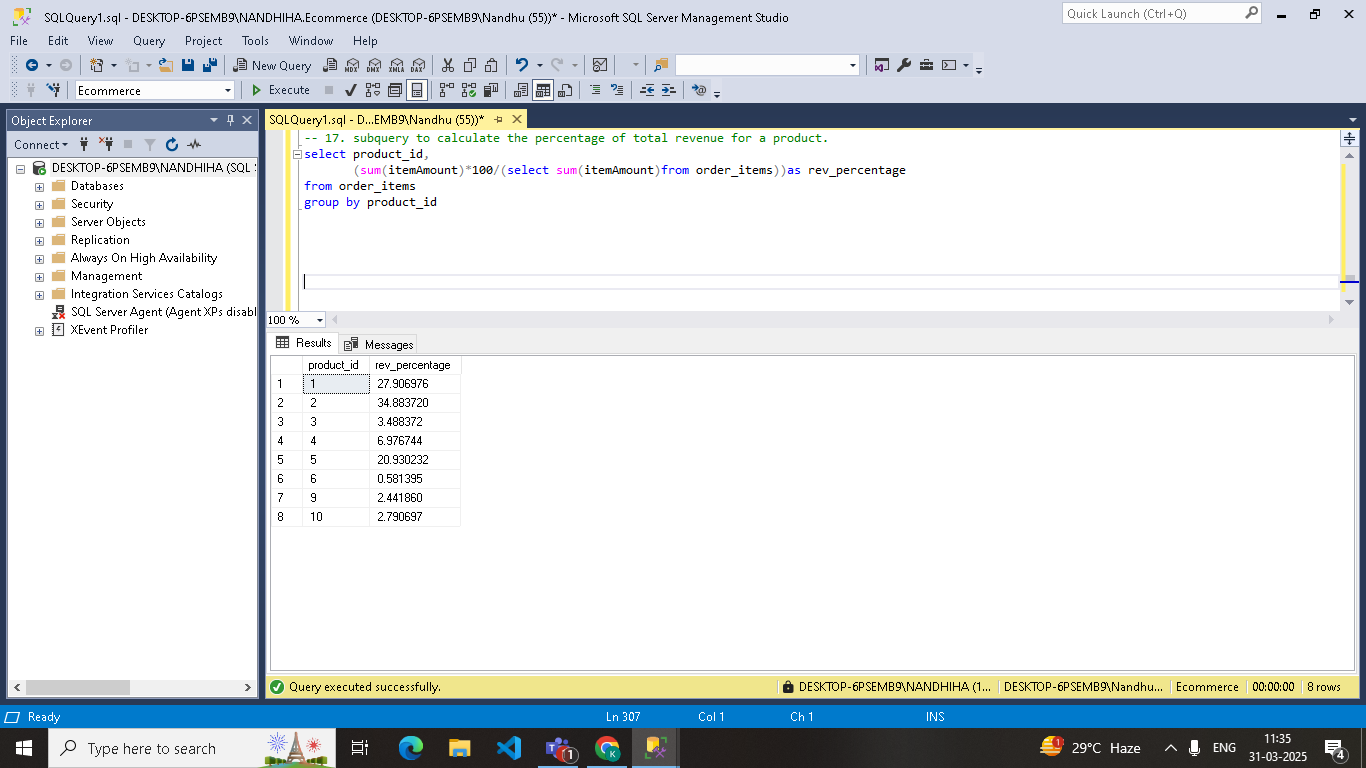 SQLQuery1.sql - DESKTOP-6PSEMB9\NANDHIHA.Ecommerce (DESKTOP-6PSEMB9\Nandhu (55))* - Microsoft SQL Server Management Studio
Quick Launch (Ctrl+Q)
File Edit View Query Project Tools Window Help
New Query MDX DMX XMLA DAX
Ecommerce Execute
Object Explorer
SQLQuery1.sql - D...EMB9\Nandhu (55))*
Connect
DESKTOP-6PSEMB9\NANDHIHA (SQL
Databases
Security
Server Objects
Replication
Always On High Availability
Management
Integration Services Catalogs
SQL Server Agent (Agent XPs disabl
XEvent Profiler
-- 17. subquery to calculate the percentage of total revenue for a product.
select product_id,
(sum(itemAmount)*100/(select sum(itemAmount)from order_items))as rev_percentage
from order_items
group by product_id
100 %
Results Messages
product_id rev_percentage
1 1 27.906976
2 2 34.883720
3 3 3.488372
4 4 6.976744
5 5 20.930232
6 6 0.581395
7 9 2.441860
8 10 2.790697
Query executed successfully. DESKTOP-6PSEMB9\NANDHIHA (1... DESKTOP-6PSEMB9\Nandhu... Ecommerce 00:00:00 8 rows
Ready Ln 307 Col 1 Ch 1 INS
Type here to search 1 1 29°C Haze ENG 11:35
31-03-2025 4